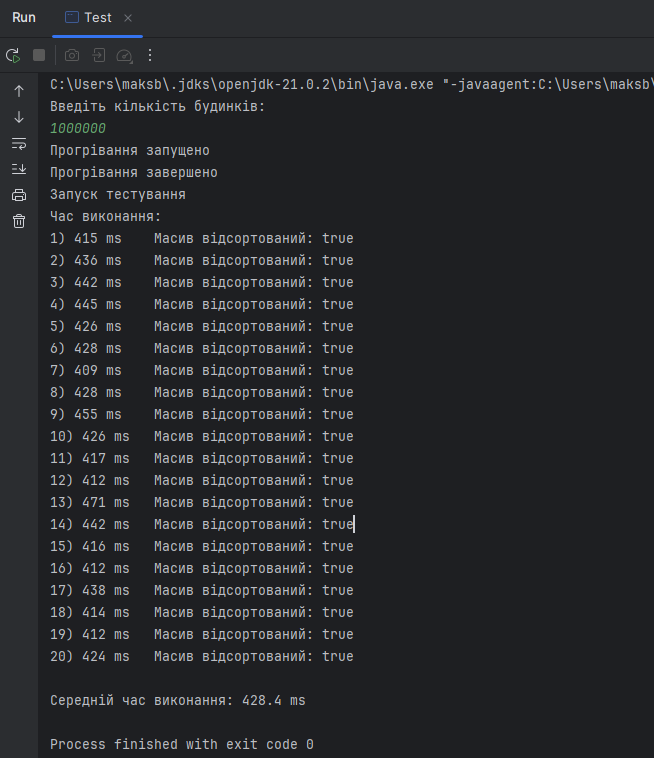 Run Test ×
C:\Users\maksb\.jdks\openjdk-21.0.2\bin\java.exe "-javaagent:C:\Users\maksb\
Введіть кількість будинків:
1000000
Прогрівання запущено
Прогрівання завершено
Запуск тестування
Час виконання:
1) 415 ms    Масив відсортований: true
2) 436 ms    Масив відсортований: true
3) 442 ms    Масив відсортований: true
4) 445 ms    Масив відсортований: true
5) 426 ms    Масив відсортований: true
6) 428 ms    Масив відсортований: true
7) 409 ms    Масив відсортований: true
8) 428 ms    Масив відсортований: true
9) 455 ms    Масив відсортований: true
10) 426 ms   Масив відсортований: true
11) 417 ms   Масив відсортований: true
12) 412 ms   Масив відсортований: true
13) 471 ms   Масив відсортований: true
14) 442 ms   Масив відсортований: true
15) 416 ms   Масив відсортований: true
16) 412 ms   Масив відсортований: true
17) 438 ms   Масив відсортований: true
18) 414 ms   Масив відсортований: true
19) 412 ms   Масив відсортований: true
20) 424 ms   Масив відсортований: true
Середній час виконання: 428.4 ms
Process finished with exit code 0